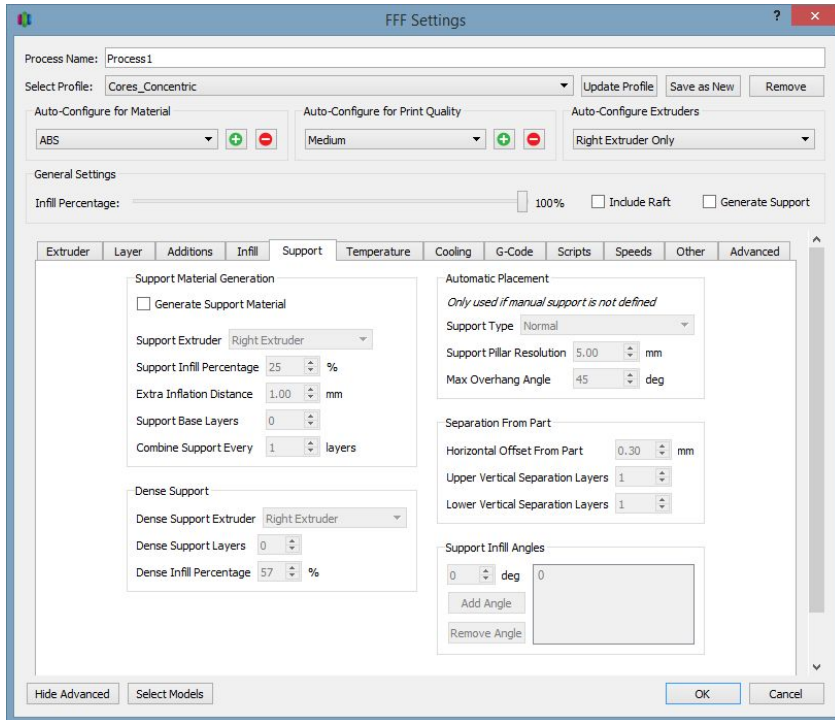 FFF Settings
? ×
Process Name: Process1
Select Profile: Cores_Concentric Update Profile Save as New Remove
Auto-Configure for Material Auto-Configure for Print Quality Auto-Configure Extruders
ABS Medium Right Extruder Only
General Settings
Infill Percentage: 100% Include Raft Generate Support
Extruder Layer Additions Infill Support Temperature Cooling G-Code Scripts Speeds Other Advanced
Support Material Generation
Generate Support Material
Support Extruder Right Extruder
Support Infill Percentage 25 %
Extra Inflation Distance 1.00 mm
Support Base Layers 0
Combine Support Every 1 layers
Dense Support
Dense Support Extruder Right Extruder
Dense Support Layers 0
Dense Infill Percentage 57 %
Automatic Placement
Only used if manual support is not defined
Support Type Normal
Support Pillar Resolution 5.00 mm
Max Overhang Angle 45 deg
Separation From Part
Horizontal Offset From Part 0.30 mm
Upper Vertical Separation Layers 1
Lower Vertical Separation Layers 1
Support Infill Angles
0 deg 0
Add Angle
Remove Angle
Hide Advanced Select Models OK Cancel